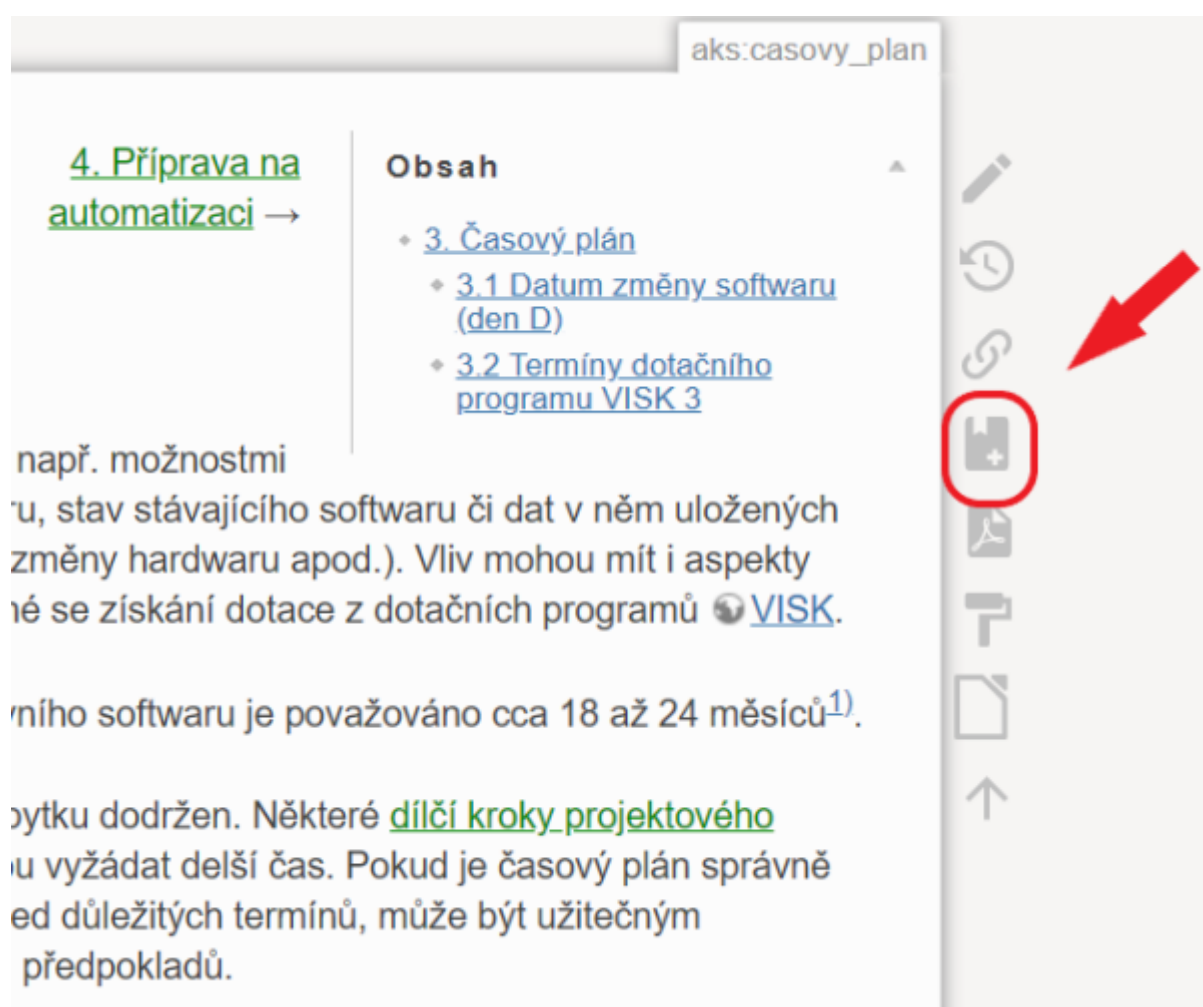 aks:casovy_plan
4. Příprava na
automatizaci →
Obsah
3. Časový plán
3.1 Datum změny softwaru
(den D)
3.2 Termíny dotačního
programu VISK 3
např. možnostmi
ru, stav stávajícího softwaru či dat v něm uložených
změny hardwaru apod.). Vliv mohou mít i aspekty
né se získání dotace z dotačních programů VISK.
ního softwaru je považováno cca 18 až 24 měsíců1).
bytku dodržen. Některé dílčí kroky projektového
ou vyžádat delší čas. Pokud je časový plán správně
ed důležitých termínů, může být užitečným
předpokladů.